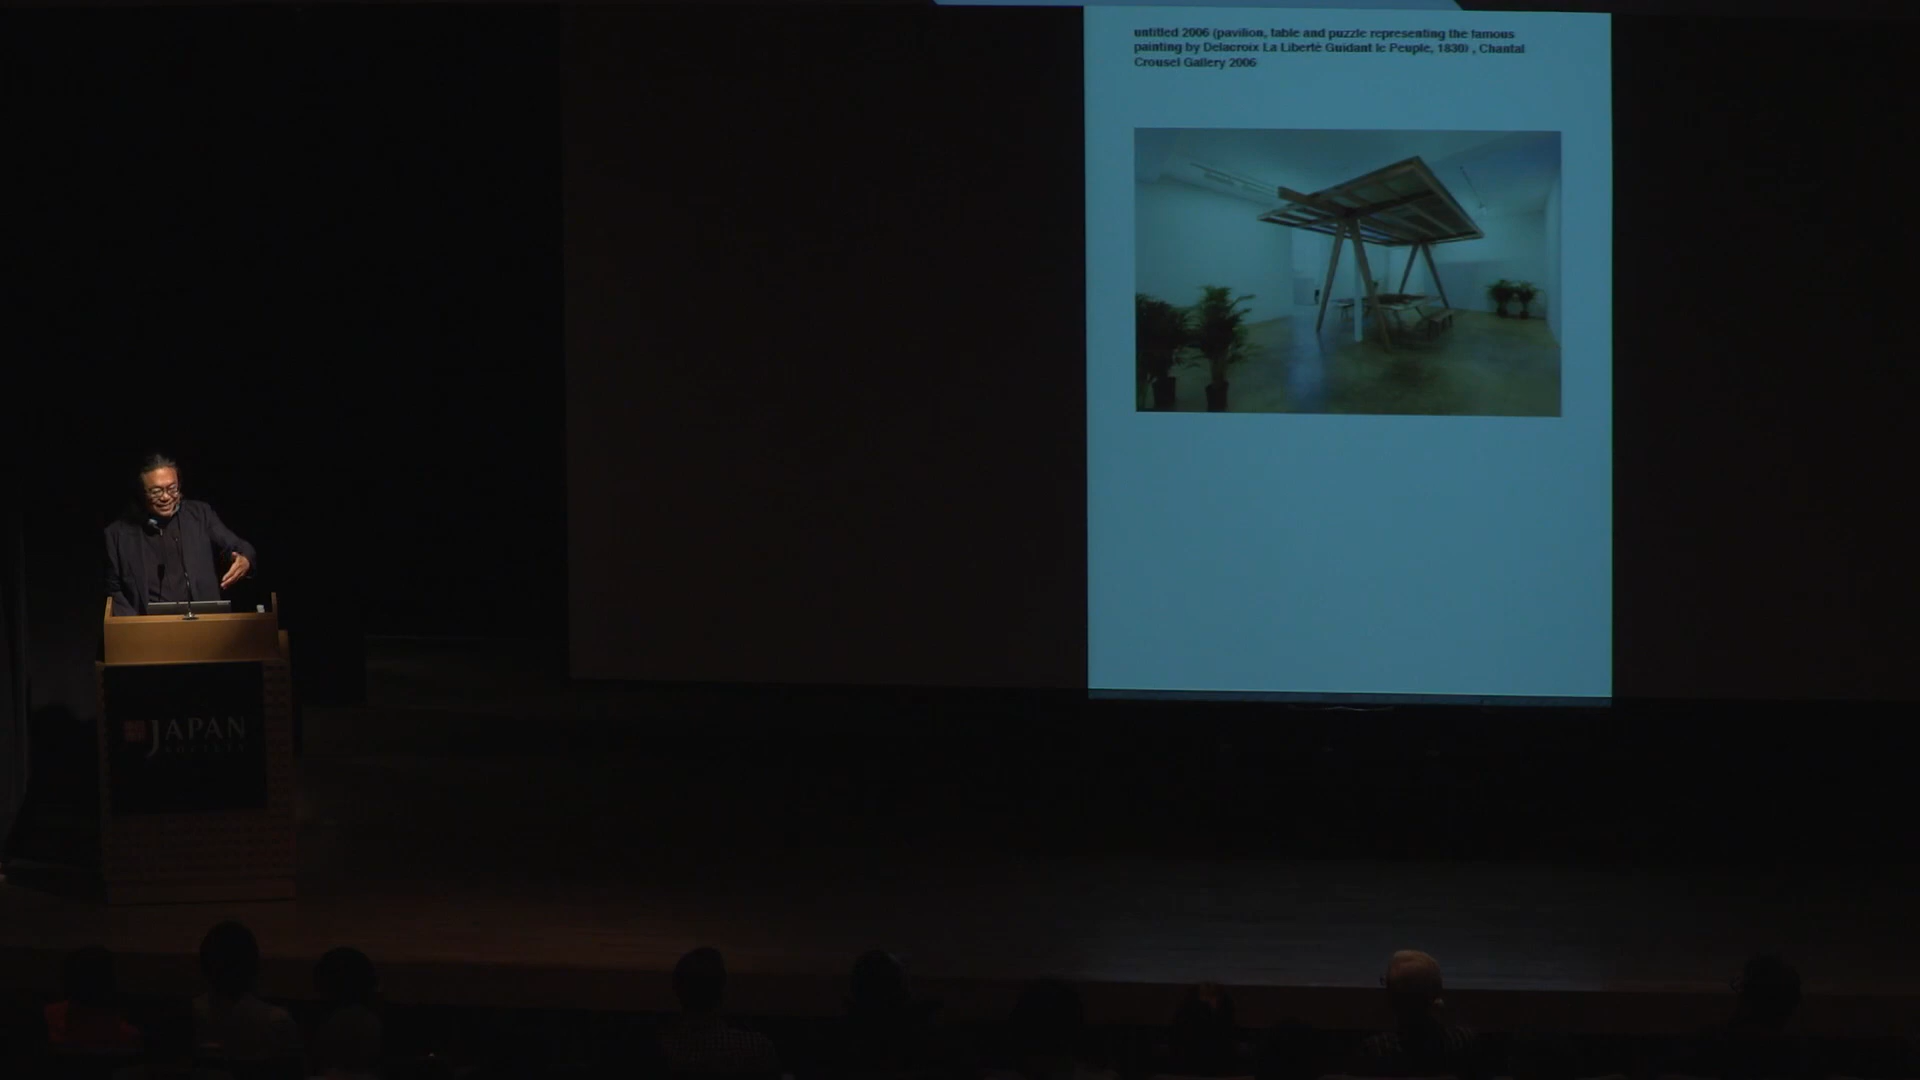 untitled 2006 (pavilion, table and puzzle representing the famous
painting by Delacroix La Liberté Guidant le Peuple, 1830) , Chantal
Crousel Gallery 2006
JAPAN
SOCIETY